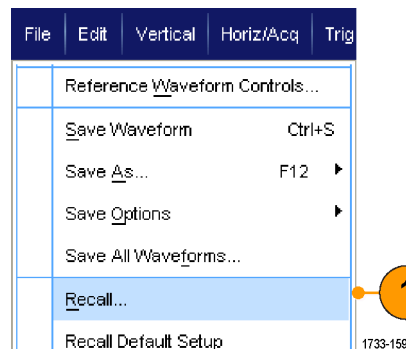 File Edit Vertical Horiz/Acq Trig
Reference Waveform Controls...
Save Waveform Ctrl+S
Save As... F12
Save Options
Save All Waveforms...
Recall...
1
Recall Default Setup
1733-159